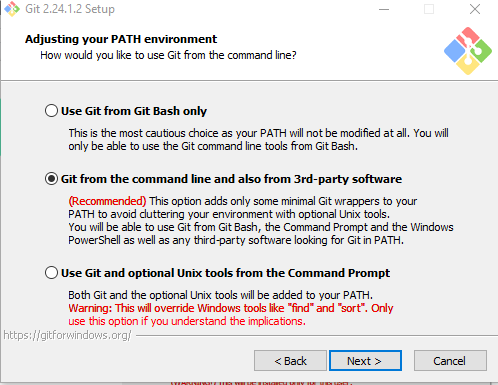 Git 2.24.1.2 Setup
Adjusting your PATH environment
How would you like to use Git from the command line?
Use Git from Git Bash only
This is the most cautious choice as your PATH will not be modified at all. You will
only be able to use the Git command line tools from Git Bash.
Git from the command line and also from 3rd-party software
(Recommended) This option adds only some minimal Git wrappers to your
PATH to avoid cluttering your environment with optional Unix tools.
You will be able to use Git from Git Bash, the Command Prompt and the Windows
PowerShell as well as any third-party software looking for Git in PATH.
Use Git and optional Unix tools from the Command Prompt
Both Git and the optional Unix tools will be added to your PATH.
Warning: This will override Windows tools like "find" and "sort". Only
use this option if you understand the implications.
https://gitforwindows.org/
< Back
Next >
Cancel